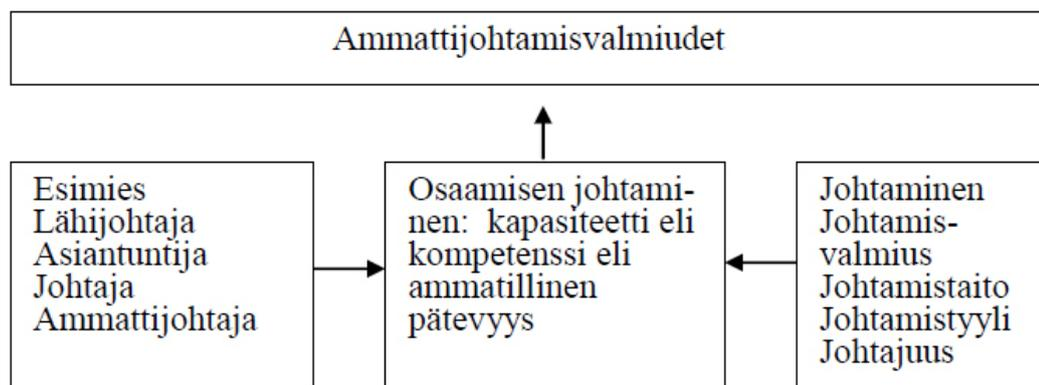 Ammattijohtamisvalmiudet
Esimies
Lähijohtaja
Asiantuntija
Johtaja
Ammattijohtaja
Osaamisen johtami-
nen:  kapasiteetti eli
kompetenssi eli
ammatillinen
pätevyys
Johtaminen
Johtamis-
valmius
Johtamistaito
Johtamistyyli
Johtajuus